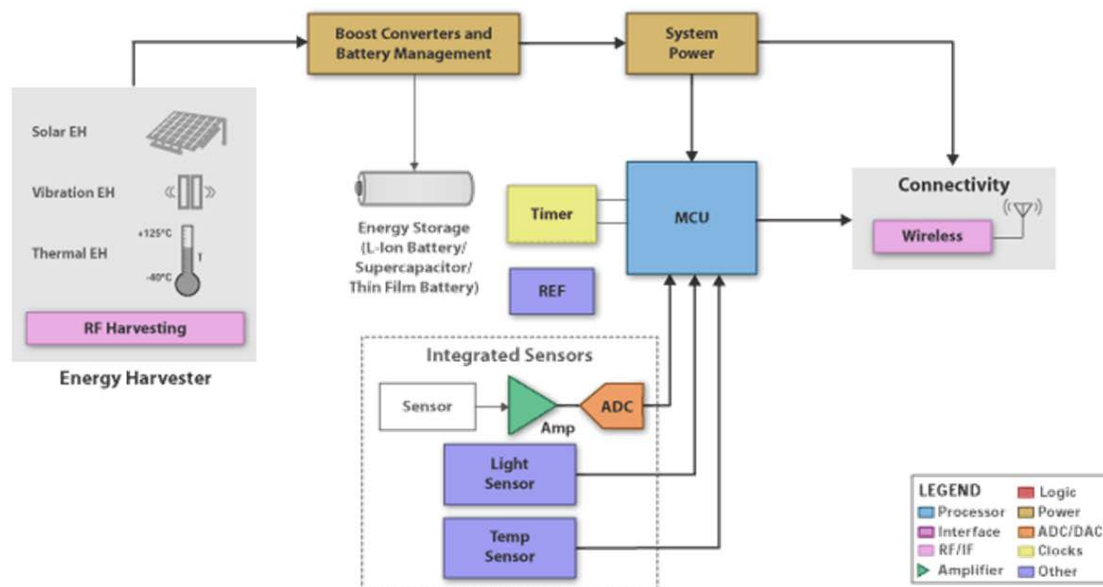 Boost Converters and
Battery Management
System
Power
Solar EH
Vibration EH
Thermal EH
+125°C
T
-40°C
RF Harvesting
Energy Harvester
Energy Storage
(L-Ion Battery/
Supercapacitor/
Thin Film Battery)
Timer
REF
MCU
Connectivity
Wireless
Integrated Sensors
Sensor
Amp
ADC
Light
Sensor
Temp
Sensor
LEGEND
Processor
Interface
RF/IF
Amplifier
Logic
Power
ADC/DAC
Clocks
Other